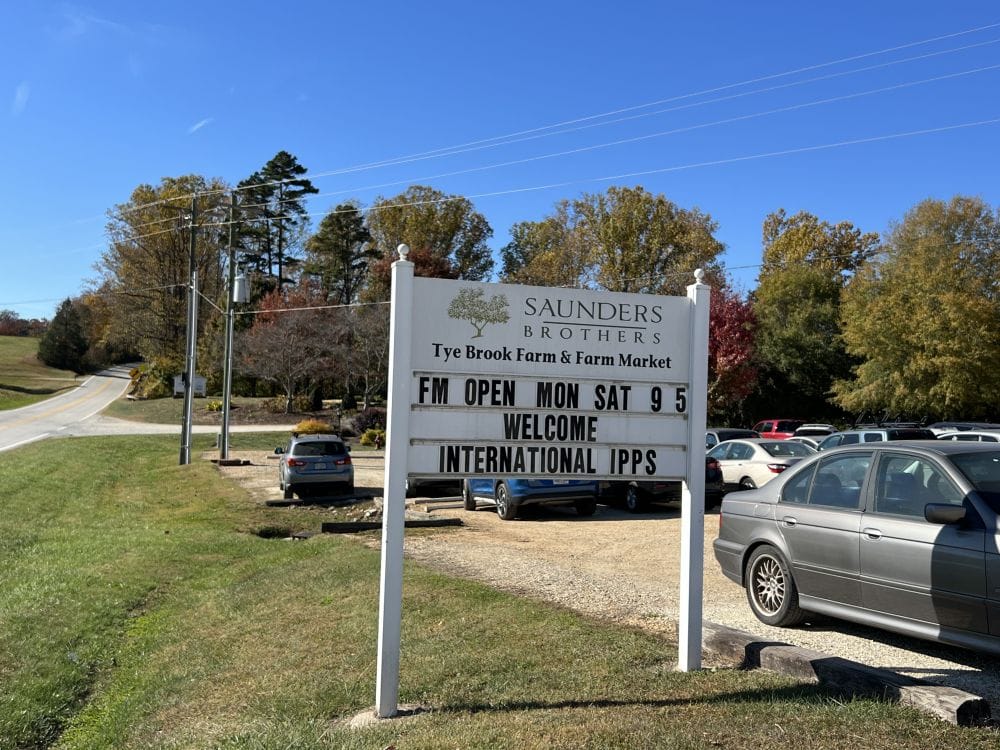 SAUNDERS
BROTHERS
Tye Brook Farm & Farm Market
FM OPEN MON SAT 9 5
WELCOME
INTERNATIONAL IPPS